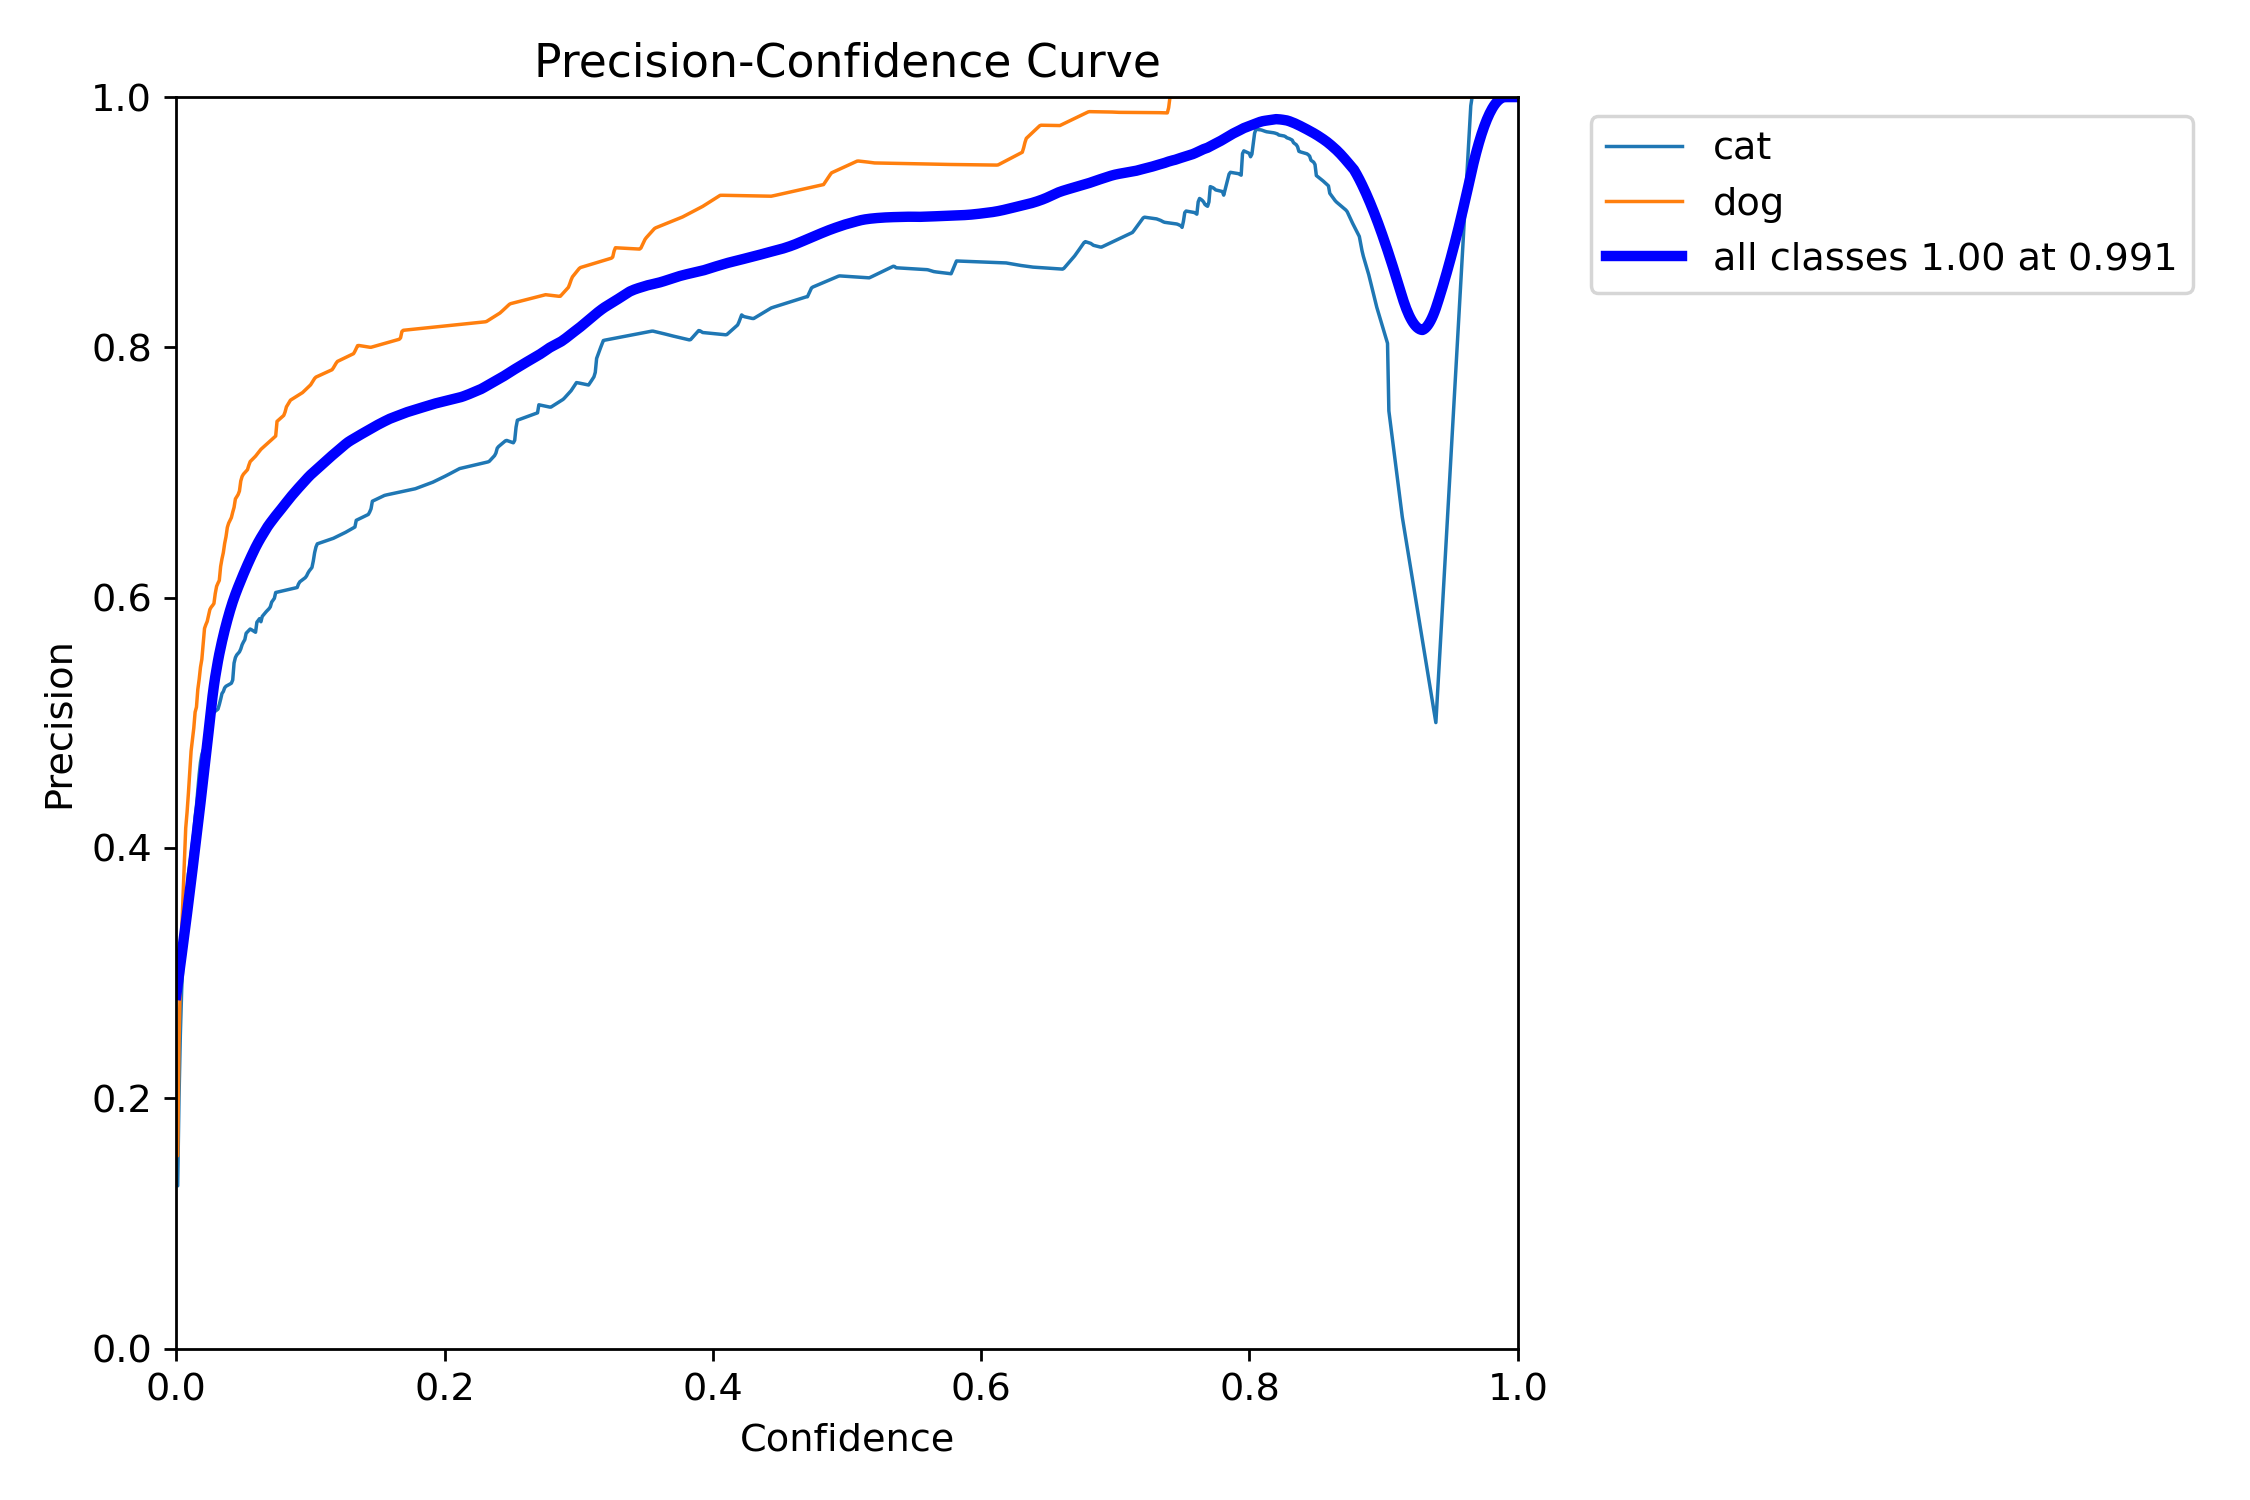 Precision-Confidence Curve
1.0
0.8
0.6
0.4
0.2
0.0
Precision
0.0 0.2 0.4 0.6 0.8 1.0
Confidence
cat
dog
all classes 1.00 at 0.991